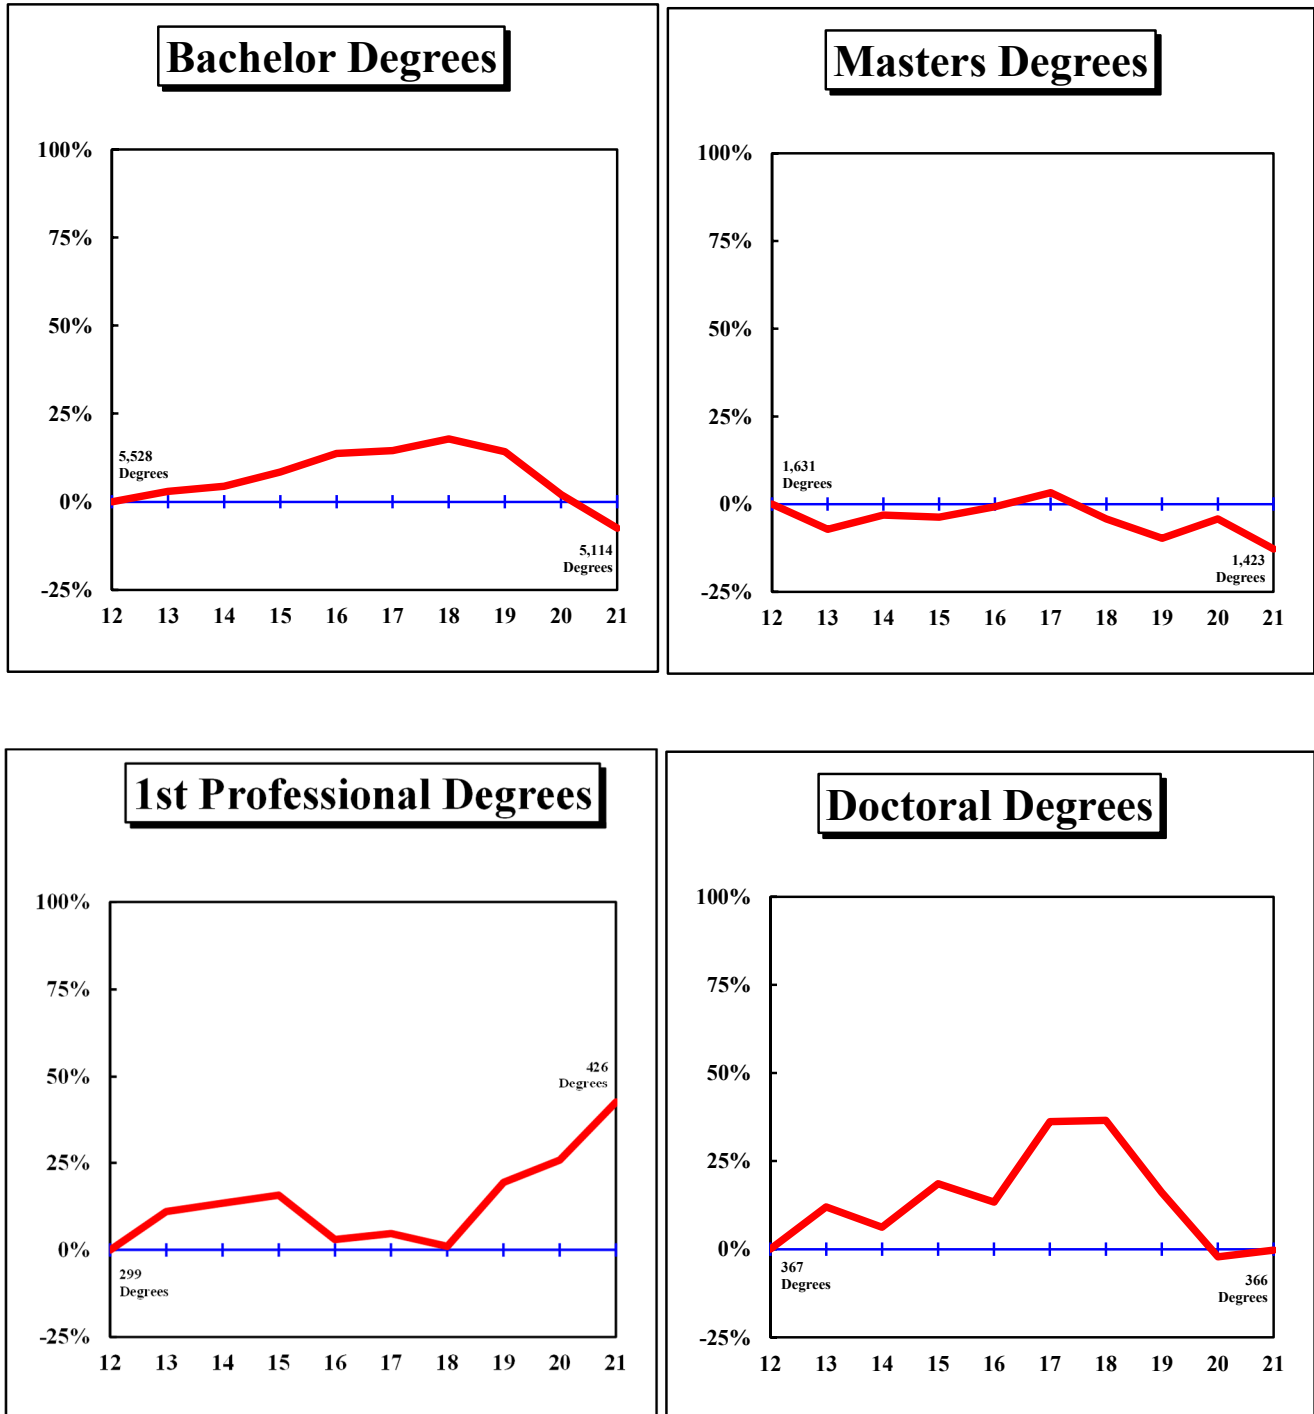 Bachelor Degrees
100%
75%
50%
25%
0%
-25%
5,528
Degrees
5,114
Degrees
12 13 14 15 16 17 18 19 20 21
Masters Degrees
100%
75%
50%
25%
0%
-25%
1,631
Degrees
1,423
Degrees
12 13 14 15 16 17 18 19 20 21
1st Professional Degrees
100%
75%
50%
25%
0%
-25%
426
Degrees
299
Degrees
12 13 14 15 16 17 18 19 20 21
Doctoral Degrees
100%
75%
50%
25%
0%
-25%
367
Degrees
366
Degrees
12 13 14 15 16 17 18 19 20 21